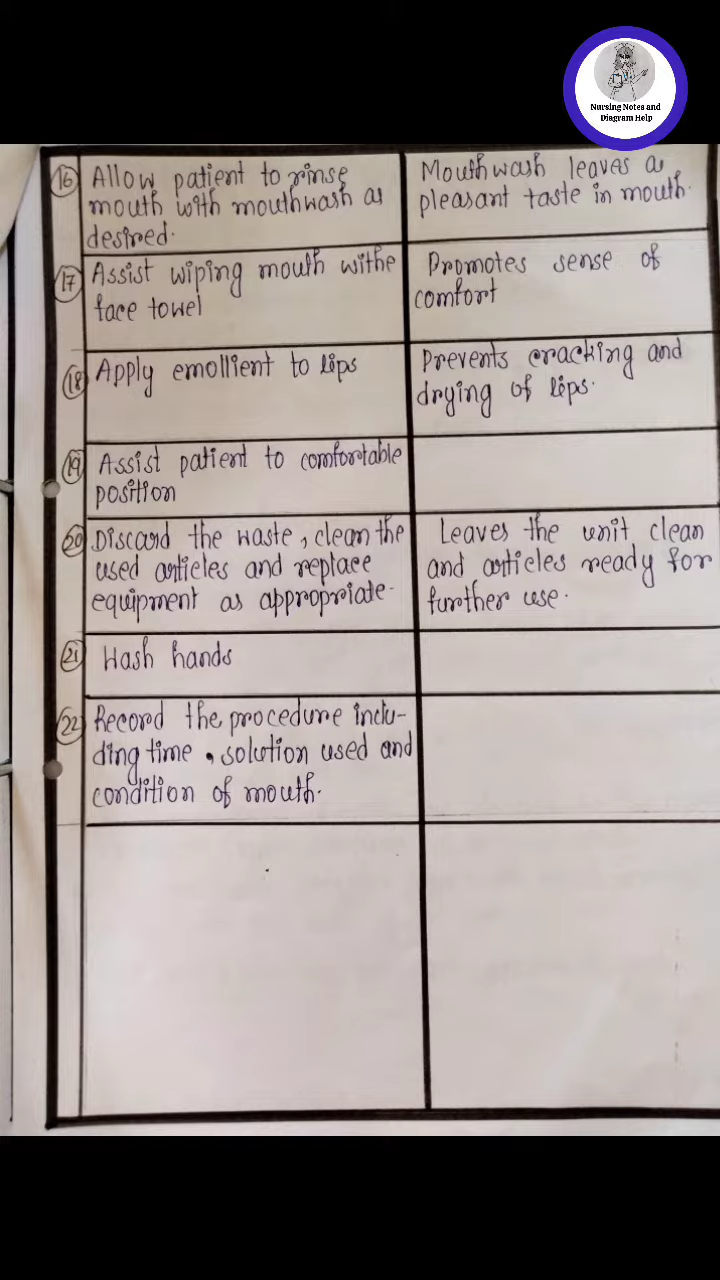 Nursing Notes and
Diagram Help
16 Allow patient to rinse
mouth with mouthwash as
desired.
Mouthwash leaves a
pleasant taste in mouth.
17 Assist wiping mouth withe
face towel
Promotes sense of
comfort
18 Apply emollient to lips
Prevents cracking and
drying of lips.
19 Assist patient to comfortable
position
20 Discard the waste, clean the
used articles and replace
equipment as appropriate.
Leaves the unit clean
and articles ready for
further use.
21 Wash hands
22 Record the procedure inclu-
ding time, solution used and
condition of mouth.